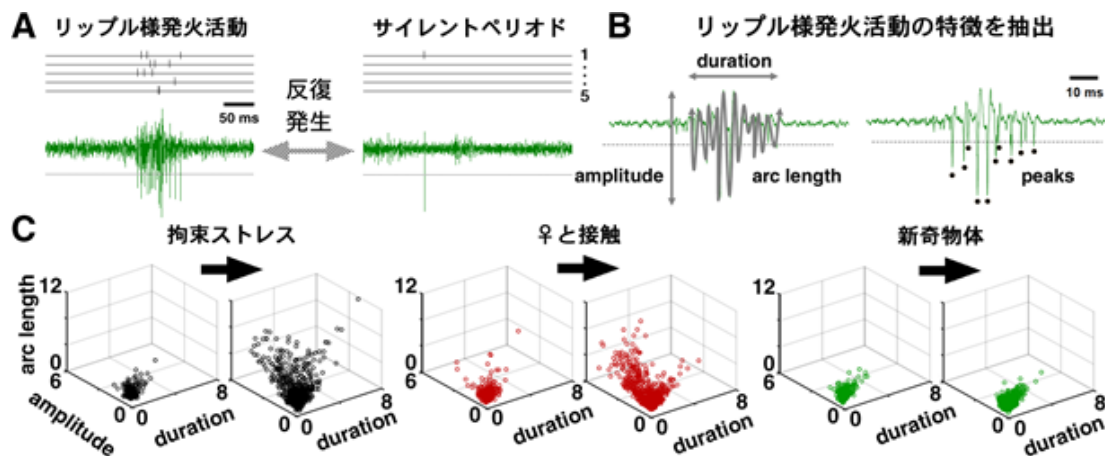 A
リップル様発火活動
サイレントペリオド
1
5
50 ms
反復
発生
B
リップル様発火活動の特徴を抽出
duration
10 ms
amplitude
arc length
peaks
C
拘束ストレス
♀と接触
新奇物体
arc length
12
0
6
amplitude
0
0
duration
8
0
0
duration
8
12
0
6
0
0
duration
8
0
0
duration
8
12
0
6
0
0
duration
8
0
0
duration
8